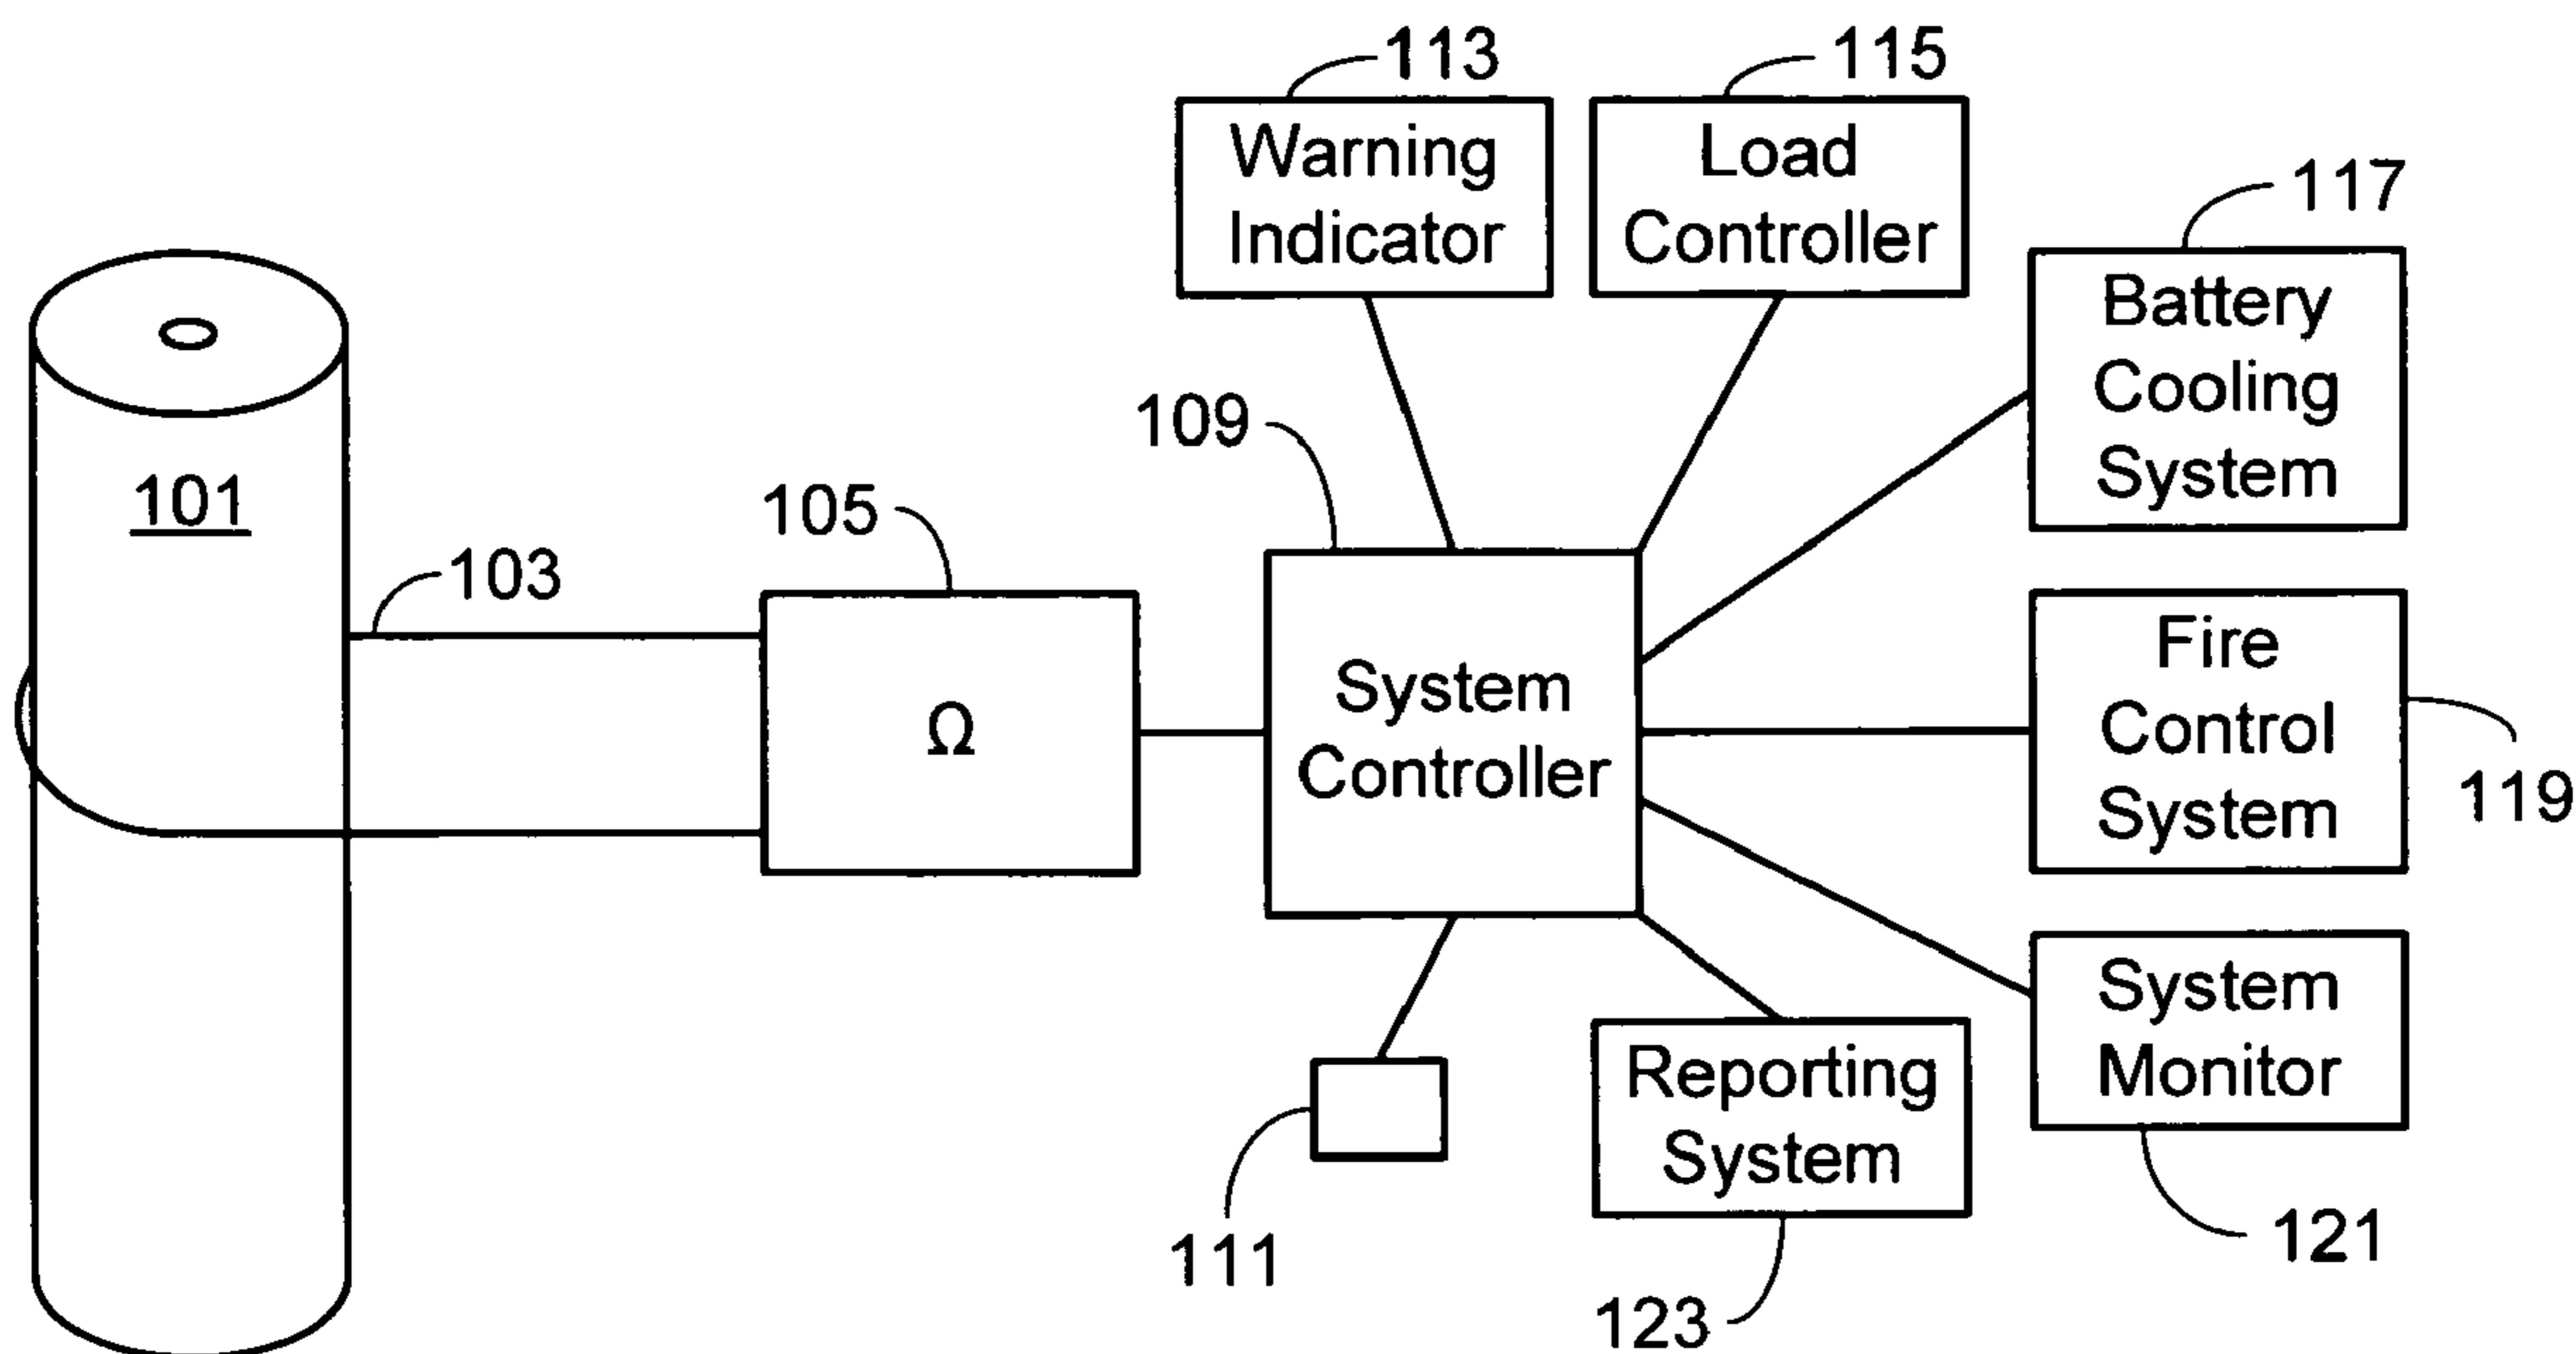 113
115
Warning
Indicator
Load
Controller
117
Battery
Cooling
System
109
101
105
103
Ω
System
Controller
Fire
Control
System
119
System
Monitor
Reporting
System
111
121
123